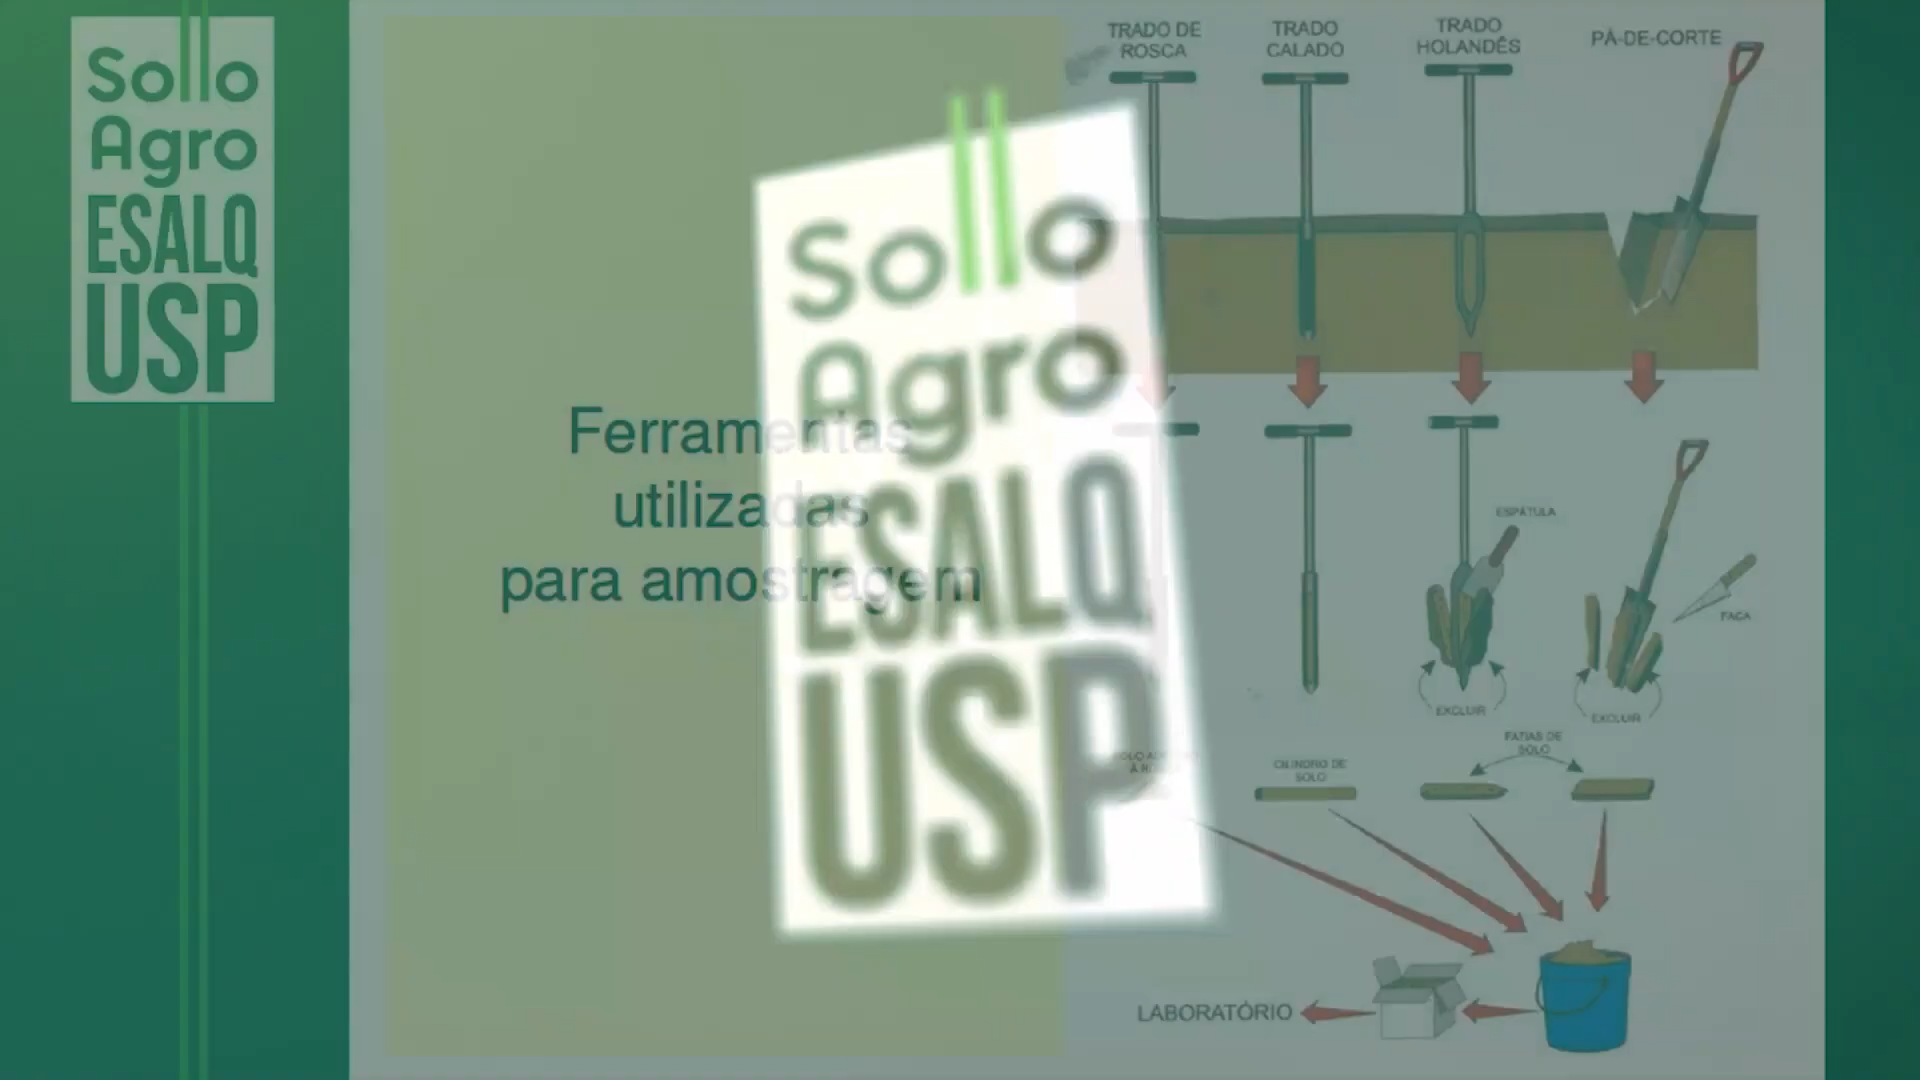 Sollo
Agro
ESALQ
USP
Sollo
Agro
ESALQ
USP
Ferramentas
utilizadas
para amostragem
TRADO DE
ROSCA
TRADO
CALADO
TRADO
HOLANDÊS
PÁ-DE-CORTE
ESPÁTULA
FACA
EXCLUIR
EXCLUIR
CILINDRO DE
SOLO
FATIAS DE
SOLO
LABORATÓRIO